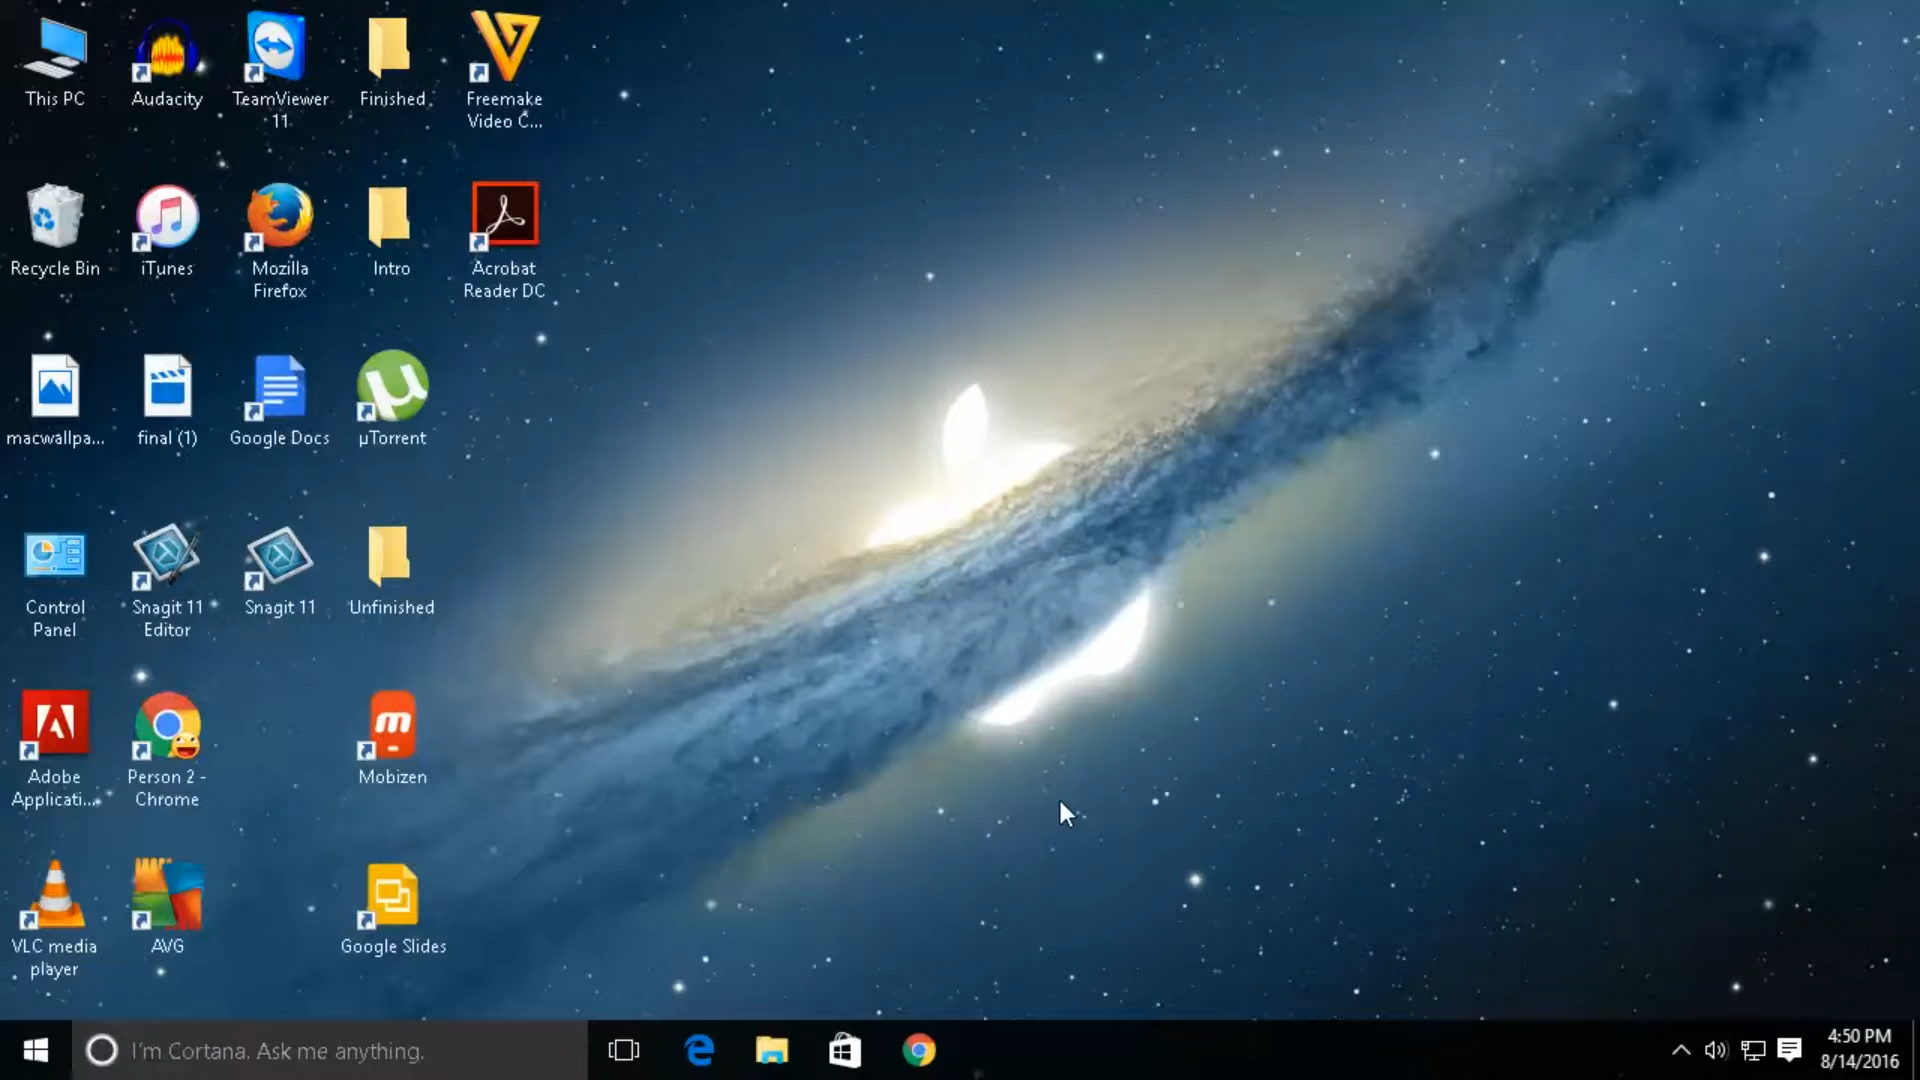 This PC
Audacity
TeamViewer
11
Finished
Freemake
Video C...
Recycle Bin
iTunes
Mozilla
Firefox
Intro
Acrobat
Reader DC
macwallpa...
final (1)
Google Docs
µTorrent
Control
Panel
Snagit 11
Editor
Snagit 11
Unfinished
Adobe
Applicati...
Person 2 -
Chrome
Mobizen
VLC media
player
AVG
Google Slides
I'm Cortana. Ask me anything.
4:50 PM
8/14/2016